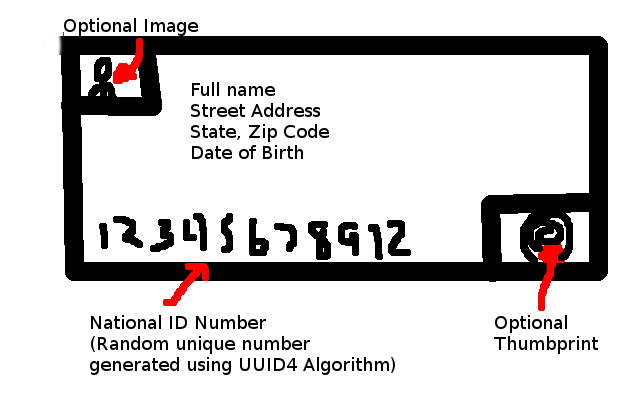 Optional Image
Full name
Street Address
State, Zip Code
Date of Birth
12345678912
National ID Number
(Random unique number
generated using UUID4 Algorithm)
Optional
Thumbprint